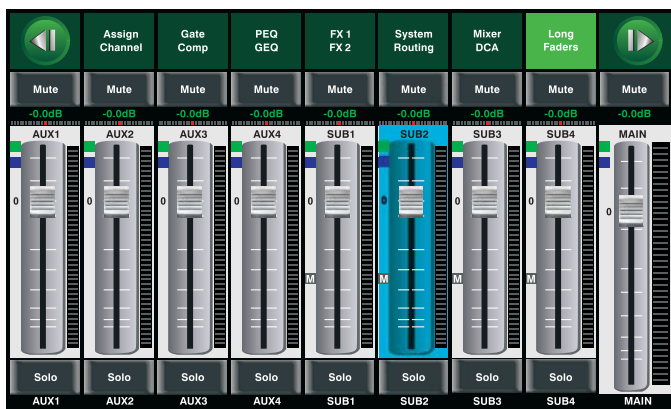 Assign Gate PEQ FX 1 System Mixer Long
Channel Comp GEQ FX 2 Routing DCA Faders
Mute Mute Mute Mute Mute Mute Mute Mute Mute
-0.0dB -0.0dB -0.0dB -0.0dB -0.0dB -0.0dB -0.0dB -0.0dB -0.0dB
AUX1 AUX2 AUX3 AUX4 SUB1 SUB2 SUB3 SUB4 MAIN
0 0 0 0 0 0 0 0 0
M M M M
Solo Solo Solo Solo Solo Solo Solo Solo Solo
AUX1 AUX2 AUX3 AUX4 SUB1 SUB2 SUB3 SUB4 MAIN